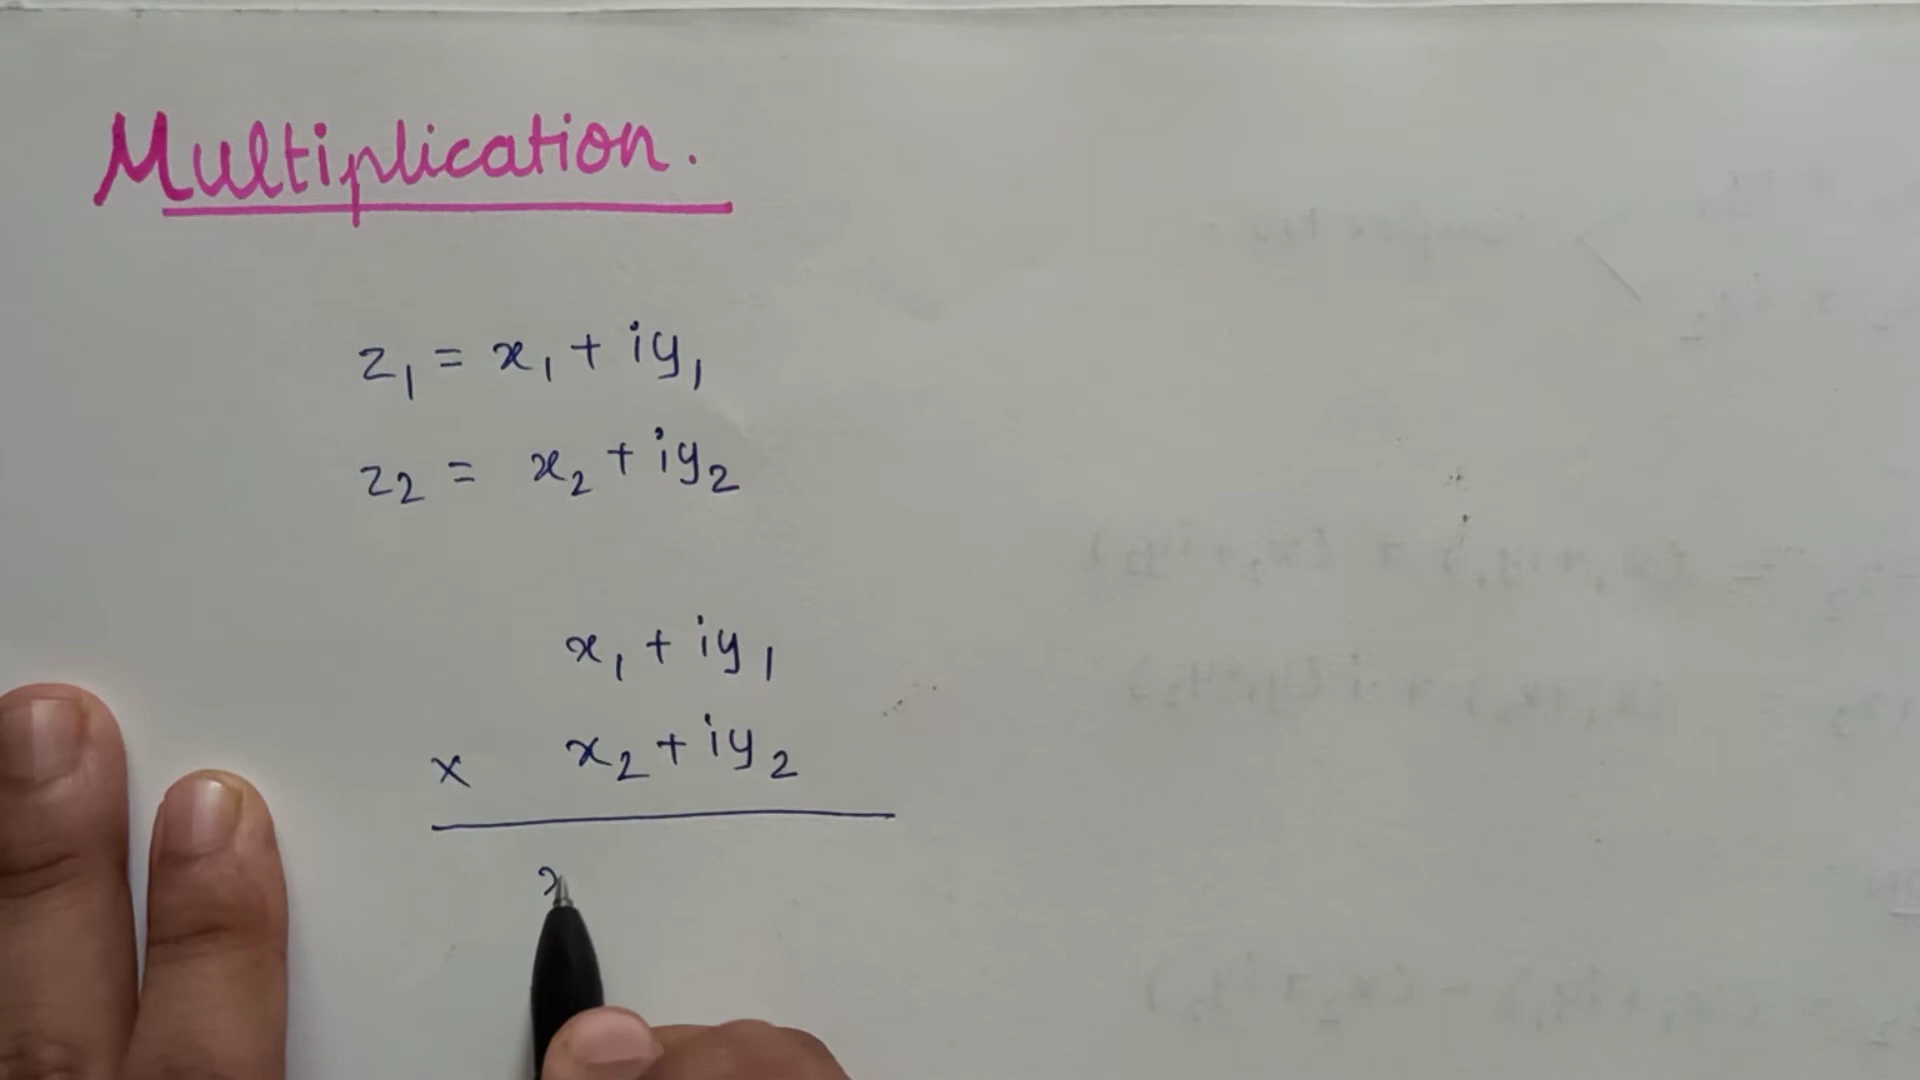 Multiplication.
z₁ = x₁ + iy₁
z₂ = x₂ + iy₂
x₁ + iy₁
× x₂ + iy₂
x